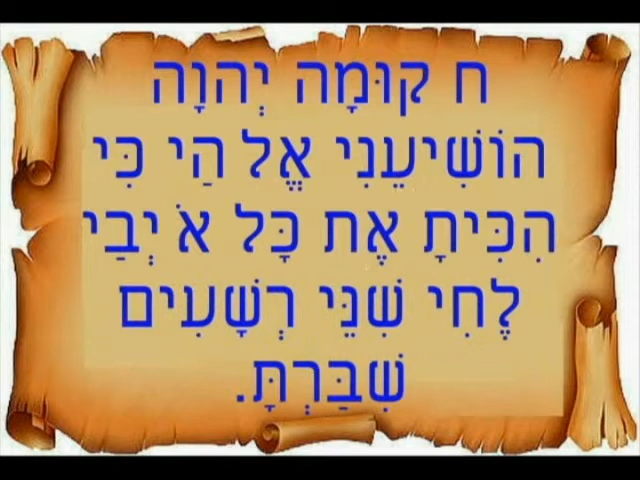 ח קוּמָה יְהוָה
הוֹשִׁיעֵנִי אֱל הַי כִּי
הִכִּיתָ אֶת כָּל אֹ יְבַי
לֶחִי שִׁנֵּי רְשָׁעִים
שִׁבַּרְתָּ.